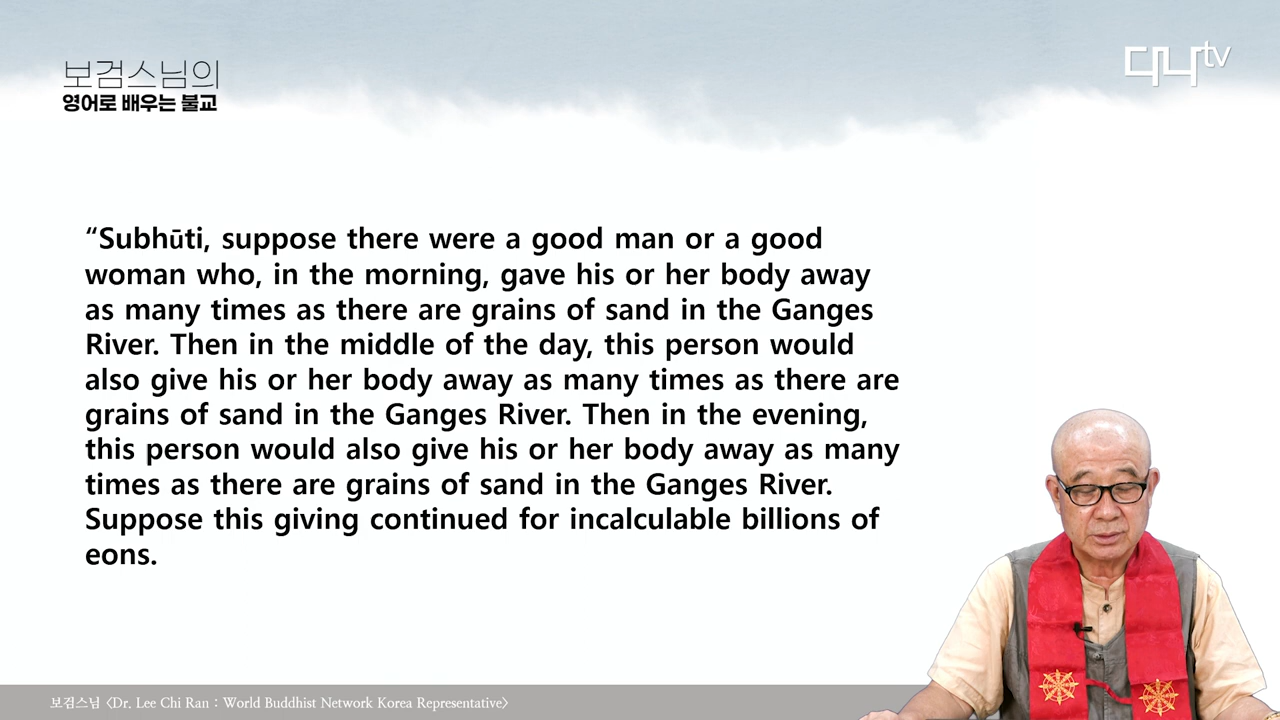 보검스님의
영어로 배우는 불교
다나tv
“Subhūti, suppose there were a good man or a good
woman who, in the morning, gave his or her body away
as many times as there are grains of sand in the Ganges
River. Then in the middle of the day, this person would
also give his or her body away as many times as there are
grains of sand in the Ganges River. Then in the evening,
this person would also give his or her body away as many
times as there are grains of sand in the Ganges River.
Suppose this giving continued for incalculable billions of
eons.
보검스님 <Dr. Lee Chi Ran : World Buddhist Network Korea Representative>